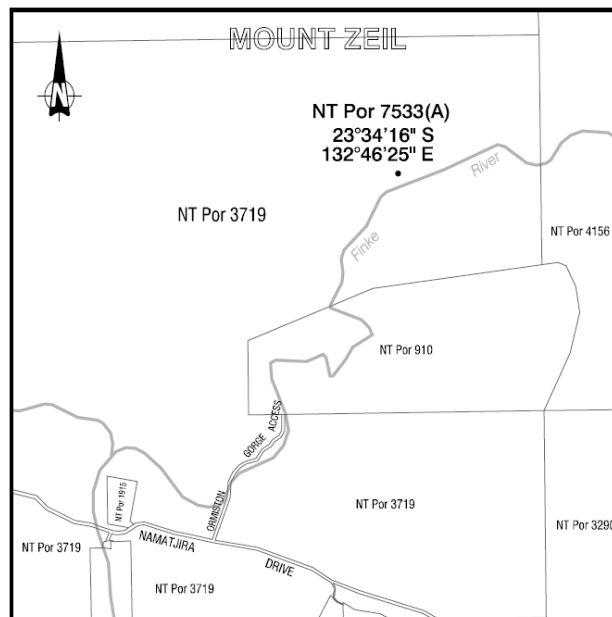 MOUNT ZEIL
N
NT Por 7533(A)
23°34'16" S
132°46'25" E
River
NT Por 3719
Finke
NT Por 4156
NT Por 910
ORMISTON GORGE ACCESS
NT Por 1915
NT Por 3719
NT Por 3290
NAMATJIRA DRIVE
NT Por 3719
NT Por 3719